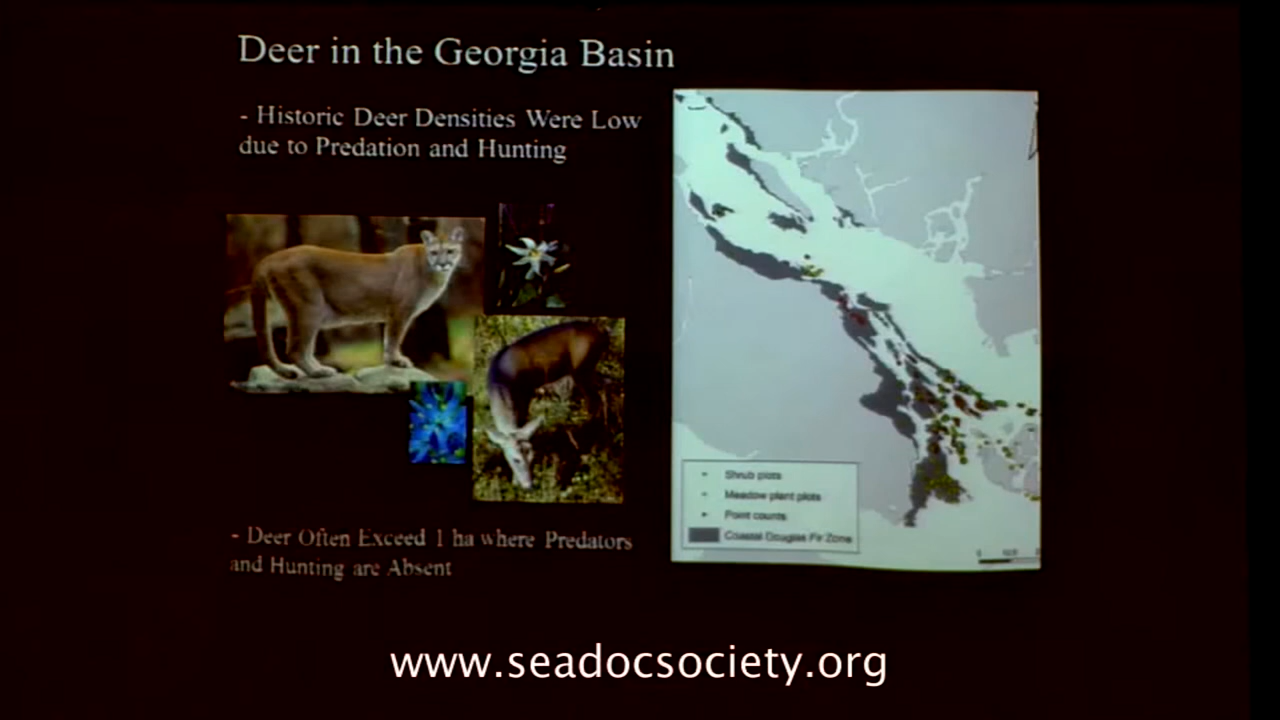 Deer in the Georgia Basin
- Historic Deer Densities Were Low
due to Predation and Hunting
- Deer Often Exceed 1 ha where Predators
and Hunting are Absent
Shrub plots
Meadow plant plots
Point counts
Coastal Douglas Fir Zone
www.seadocsociety.org